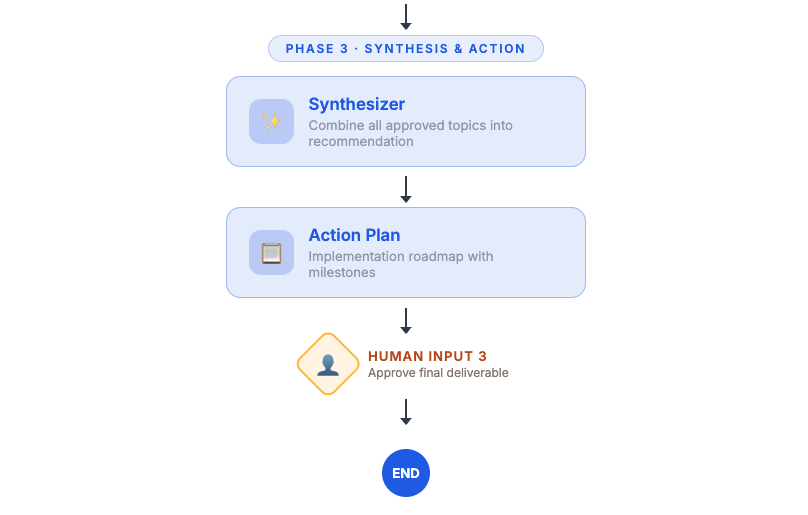 PHASE 3 · SYNTHESIS & ACTION
Synthesizer
Combine all approved topics into
recommendation
Action Plan
Implementation roadmap with
milestones
HUMAN INPUT 3
Approve final deliverable
END